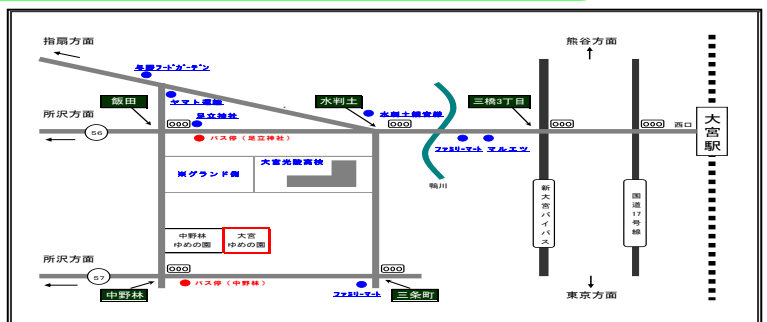 指扇方面
熊谷方面
与野フードガーデン
ヤマト運輸
飯田
足立神社
水判土
水判土観音様
三橋3丁目
所沢方面
56
バス停（足立神社）
西口
大宮駅
ファミリーマート
マルエツ
大宮光陵高校
※グランド側
鴨川
新大宮バイパス
国道17号線
中野林
ゆめの園
大宮
ゆめの園
所沢方面
57
バス停（中野林）
中野林
ファミリーマート
三条町
東京方面